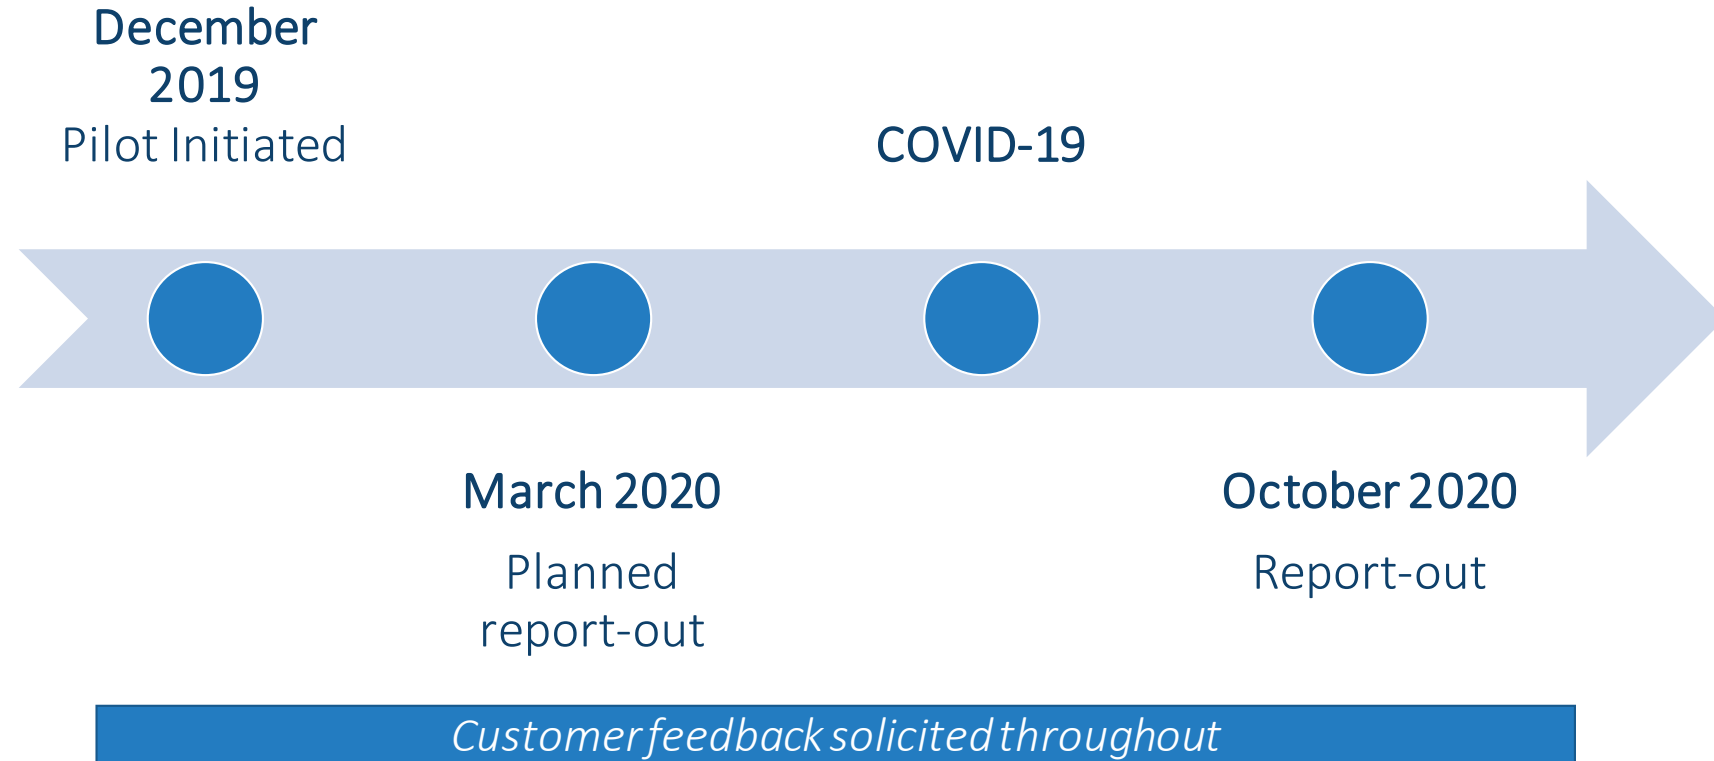 December
2019
Pilot Initiated
COVID-19
March 2020
Planned
report-out
October 2020
Report-out
Customer feedback solicited throughout